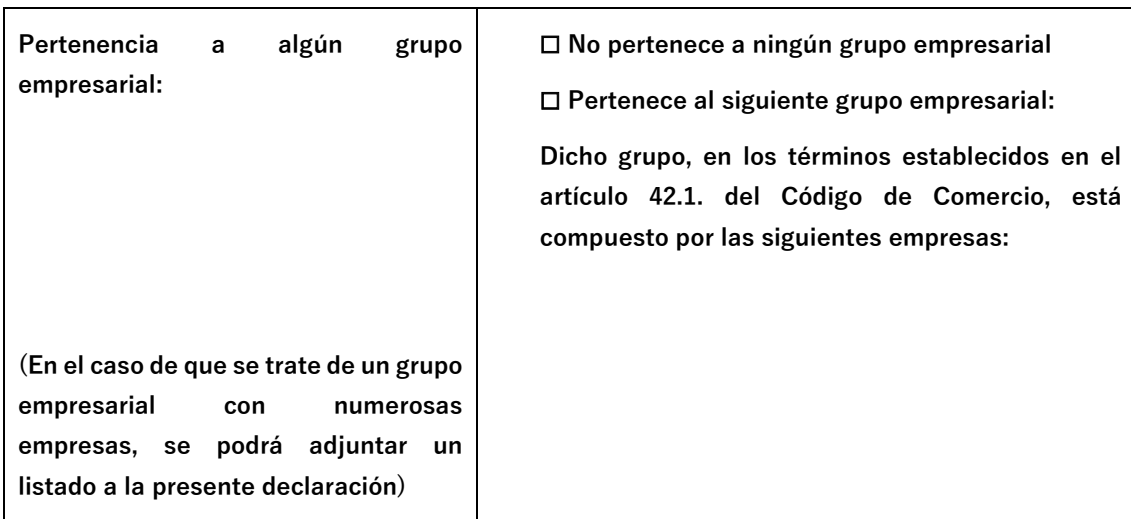 Pertenencia a algún grupo
empresarial:
(En el caso de que se trate de un grupo
empresarial con numerosas
empresas, se podrá adjuntar un
listado a la presente declaración)
☐ No pertenece a ningún grupo empresarial
☐ Pertenece al siguiente grupo empresarial:
Dicho grupo, en los términos establecidos en el
artículo 42.1. del Código de Comercio, está
compuesto por las siguientes empresas: